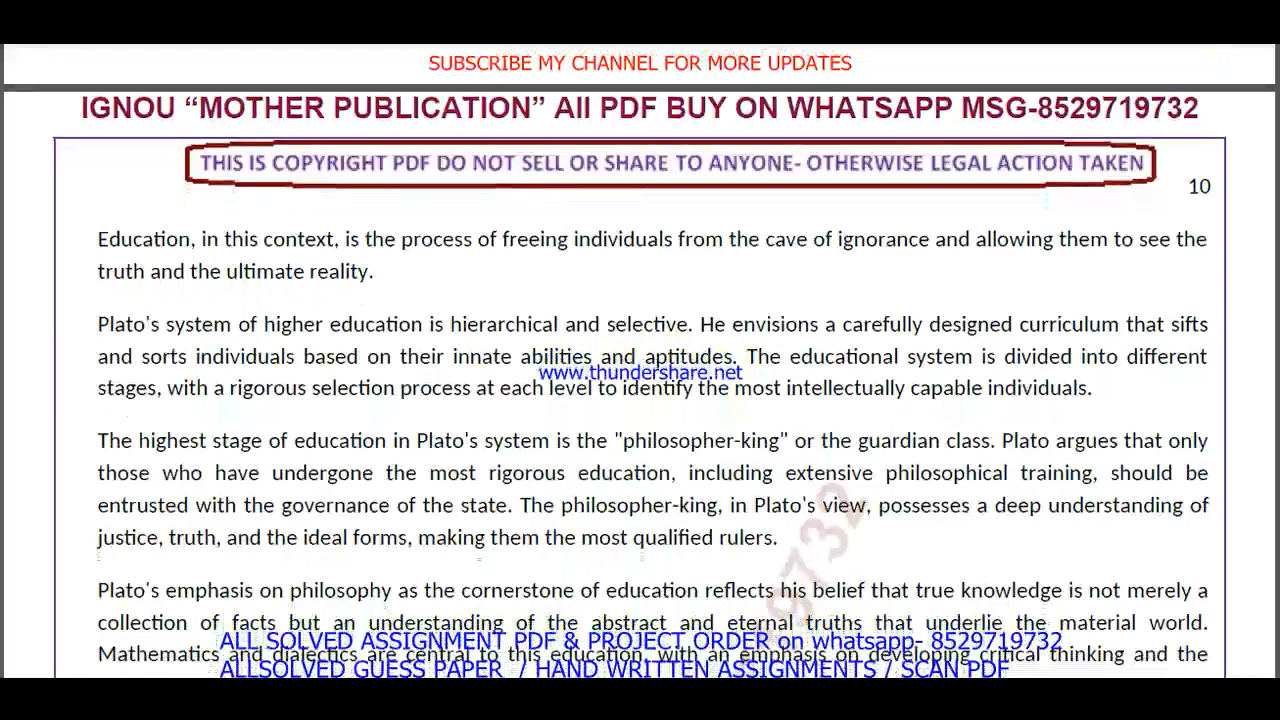 SUBSCRIBE MY CHANNEL FOR MORE UPDATES
IGNOU “MOTHER PUBLICATION” All PDF BUY ON WHATSAPP MSG-8529719732
THIS IS COPYRIGHT PDF DO NOT SELL OR SHARE TO ANYONE- OTHERWISE LEGAL ACTION TAKEN
10
Education, in this context, is the process of freeing individuals from the cave of ignorance and allowing them to see the
truth and the ultimate reality.
Plato's system of higher education is hierarchical and selective. He envisions a carefully designed curriculum that sifts
and sorts individuals based on their innate abilities and aptitudes. The educational system is divided into different
www.thundershare.net
stages, with a rigorous selection process at each level to identify the most intellectually capable individuals.
The highest stage of education in Plato's system is the "philosopher-king" or the guardian class. Plato argues that only
those who have undergone the most rigorous education, including extensive philosophical training, should be
entrusted with the governance of the state. The philosopher-king, in Plato's view, possesses a deep understanding of
justice, truth, and the ideal forms, making them the most qualified rulers.
9732
Plato's emphasis on philosophy as the cornerstone of education reflects his belief that true knowledge is not merely a
collection of facts but an understanding of the abstract and eternal truths that underlie the material world.
ALL SOLVED ASSIGNMENT PDF & PROJECT ORDER on whatsapp- 8529719732
Mathematics and dialectics are central to this education, with an emphasis on developing critical thinking and the
ALLSOLVED GUESS PAPER / HAND WRITTEN ASSIGNMENTS / SCAN PDF